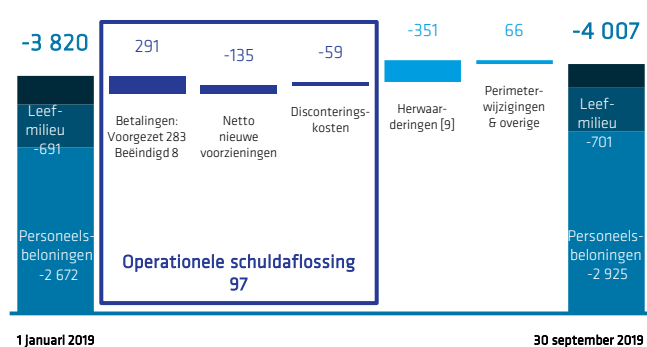 -3 820
Leef-
milieu
-691
Personeels-
beloningen
-2 672
291
Betalingen:
Voorgezet 283
Beëindigd 8
-135
Netto
nieuwe
voorzieningen
-59
Disconterings-
kosten
Operationele schuldaflossing
97
-351
Herwaar-
deringen [9]
66
Perimeter-
wijzigingen
& overige
-4 007
Leef-
milieu
-701
Personeels-
beloningen
-2 925
1 januari 2019
30 september 2019